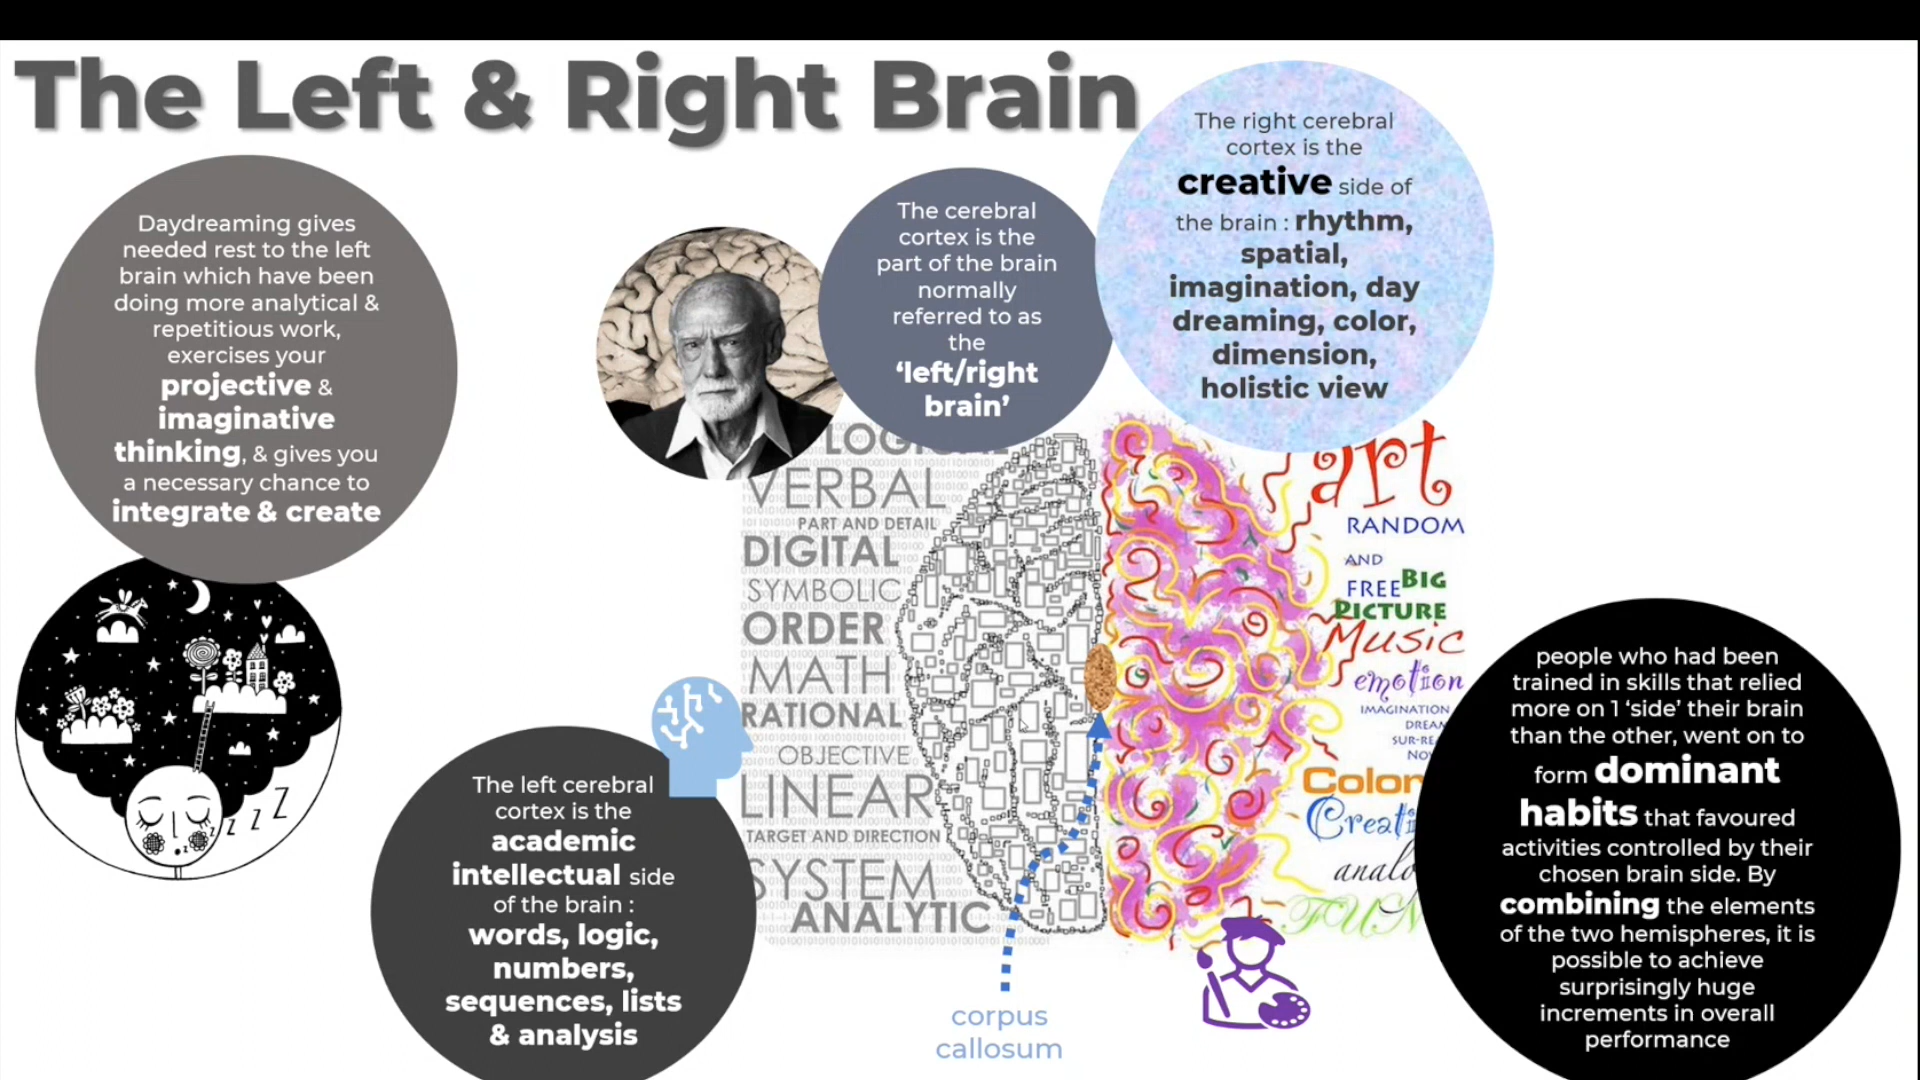 The Left & Right Brain
Daydreaming gives
needed rest to the left
brain which have been
doing more analytical &
repetitious work,
exercises your
projective &
imaginative
thinking, & gives you
a necessary chance to
integrate & create
The cerebral
cortex is the
part of the brain
normally
referred to as
the
‘left/right
brain’
The right cerebral
cortex is the
creative side of
the brain : rhythm,
spatial,
imagination, day
dreaming, color,
dimension,
holistic view
VERBAL
PART AND DETAIL
DIGITAL
SYMBOLIC
ORDER
MATH
RATIONAL
OBJECTIVE
LINEAR
TARGET AND DIRECTION
SYSTEM
ANALYTIC
art
RANDOM
AND
FREE
BIG
PICTURE
Music
emotion
IMAGINATION
DREAM
SUR-RE
NOV
Color
Creati
analo
FUN
z z z Z Z
The left cerebral
cortex is the
academic
intellectual side
of the brain :
words, logic,
numbers,
sequences, lists
& analysis
corpus
callosum
people who had been
trained in skills that relied
more on 1 ‘side’ their brain
than the other, went on to
form dominant
habits that favoured
activities controlled by their
chosen brain side. By
combining the elements
of the two hemispheres, it is
possible to achieve
surprisingly huge
increments in overall
performance